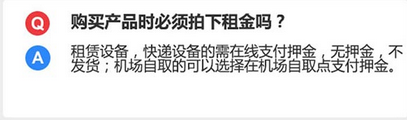 Q 购买产品时必须拍下租金吗？
A 租赁设备，快递设备的需在线支付押金，无押金，不
发货；机场自取的可以选择在机场自取点支付押金。